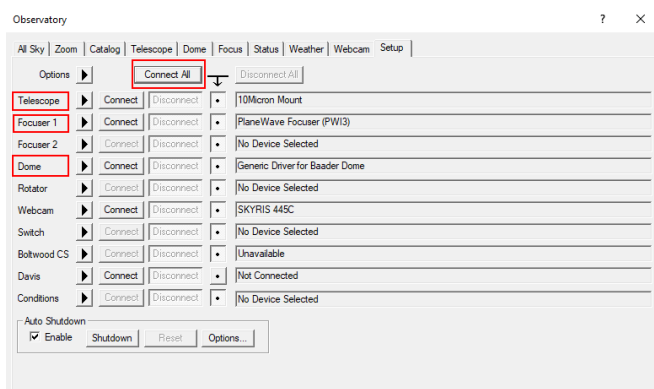 Observatory ? ×
All Sky Zoom Catalog Telescope Dome Focus Status Weather Webcam Setup
Options Connect All Disconnect All
Telescope Connect Disconnect 10Micron Mount
Focuser 1 Connect Disconnect PlaneWave Focuser (PWI3)
Focuser 2 Connect Disconnect No Device Selected
Dome Connect Disconnect Generic Driver for Baader Dome
Rotator Connect Disconnect No Device Selected
Webcam Connect Disconnect SKYRIS 445C
Switch Connect Disconnect No Device Selected
Boltwood CS Connect Disconnect Unavailable
Davis Connect Disconnect Not Connected
Conditions Connect Disconnect No Device Selected
Auto Shutdown
Enable Shutdown Reset Options...